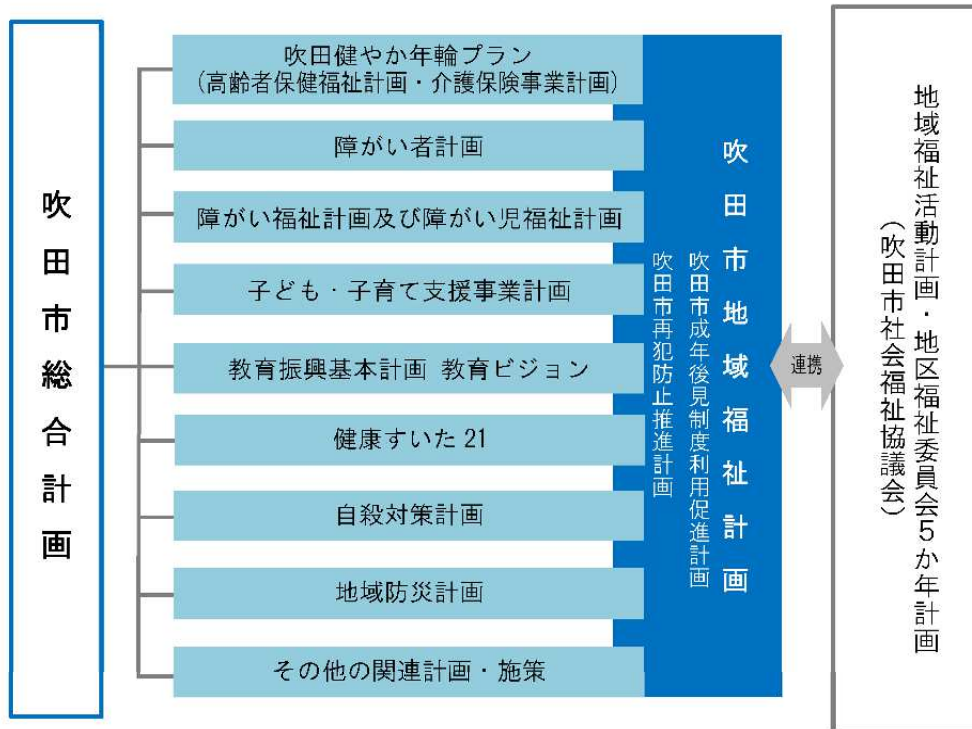 吹田市総合計画
吹田健やか年輪プラン
(高齢者保健福祉計画・介護保険事業計画)
障がい者計画
障がい福祉計画及び障がい児福祉計画
子ども・子育て支援事業計画
教育振興基本計画 教育ビジョン
健康すいた 21
自殺対策計画
地域防災計画
その他の関連計画・施策
吹田市地域福祉計画
吹田市成年後見制度利用促進計画
吹田市再犯防止推進計画
連携
地域福祉活動計画・地区福祉委員会5か年計画
(吹田市社会福祉協議会)